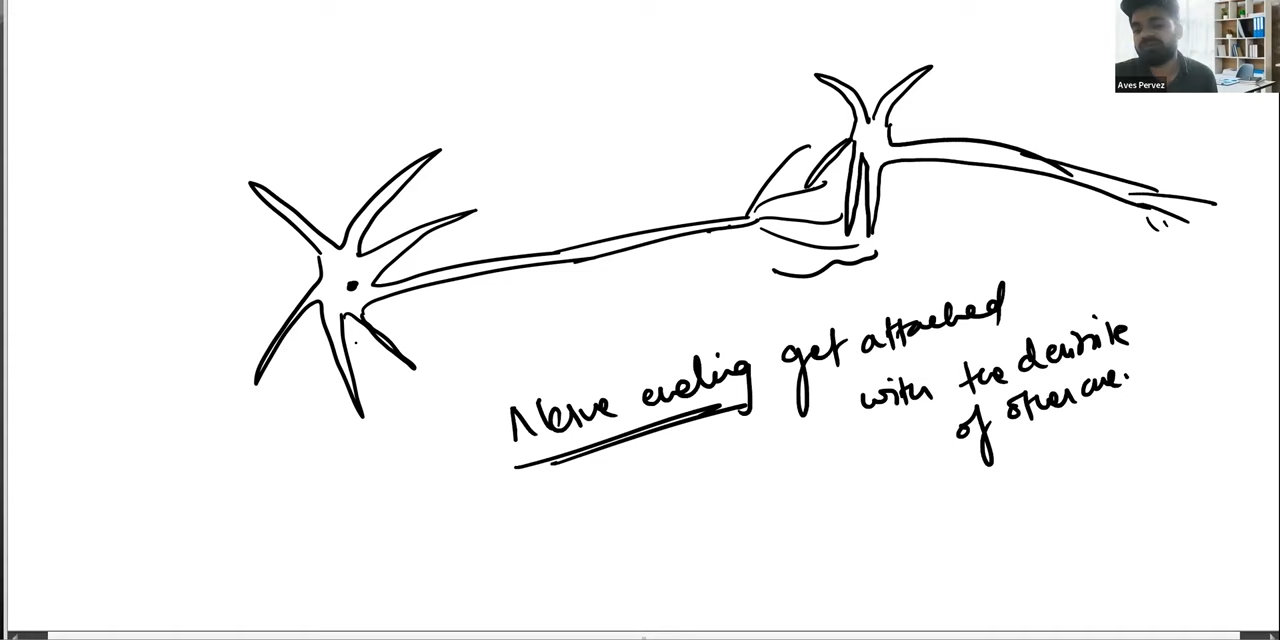 Aves Pervez
Nerve ending get attached
with the dendrite
of other one.